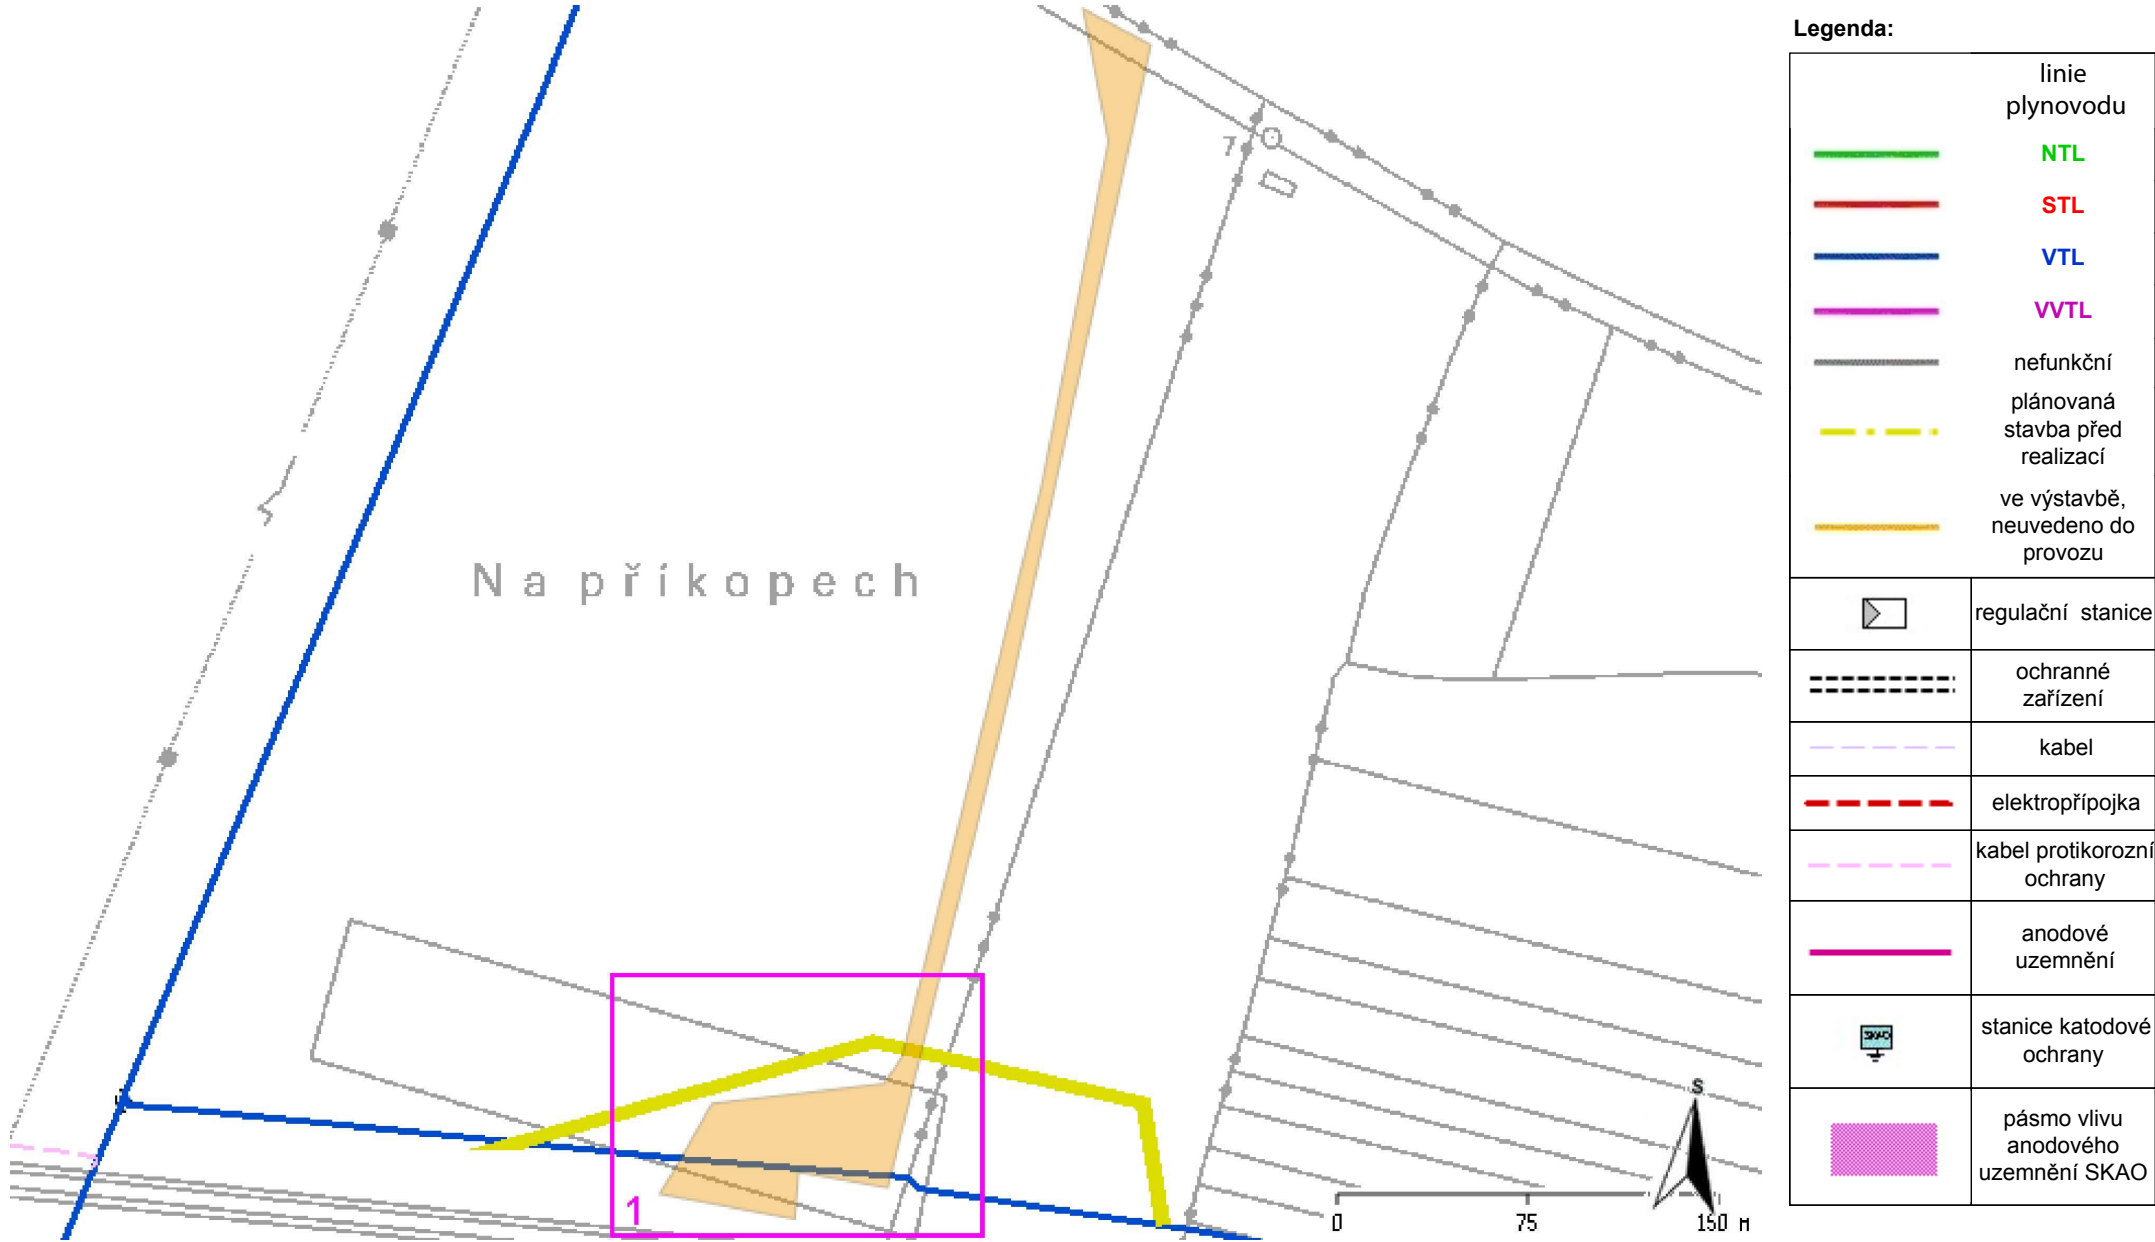 Legenda:
linie
plynovodu
NTL
STL
VTL
VVTL
nefunkční
plánovaná
stavba před
realizací
ve výstavbě,
neuvedeno do
provozu
regulační stanice
ochranné
zařízení
kabel
elektropřípojka
kabel protikorozní
ochrany
anodové
uzemnění
SKAO
stanice katodové
ochrany
pásmo vlivu
anodového
uzemnění SKAO
7
Na příkopech
1
S
0 75 150 M